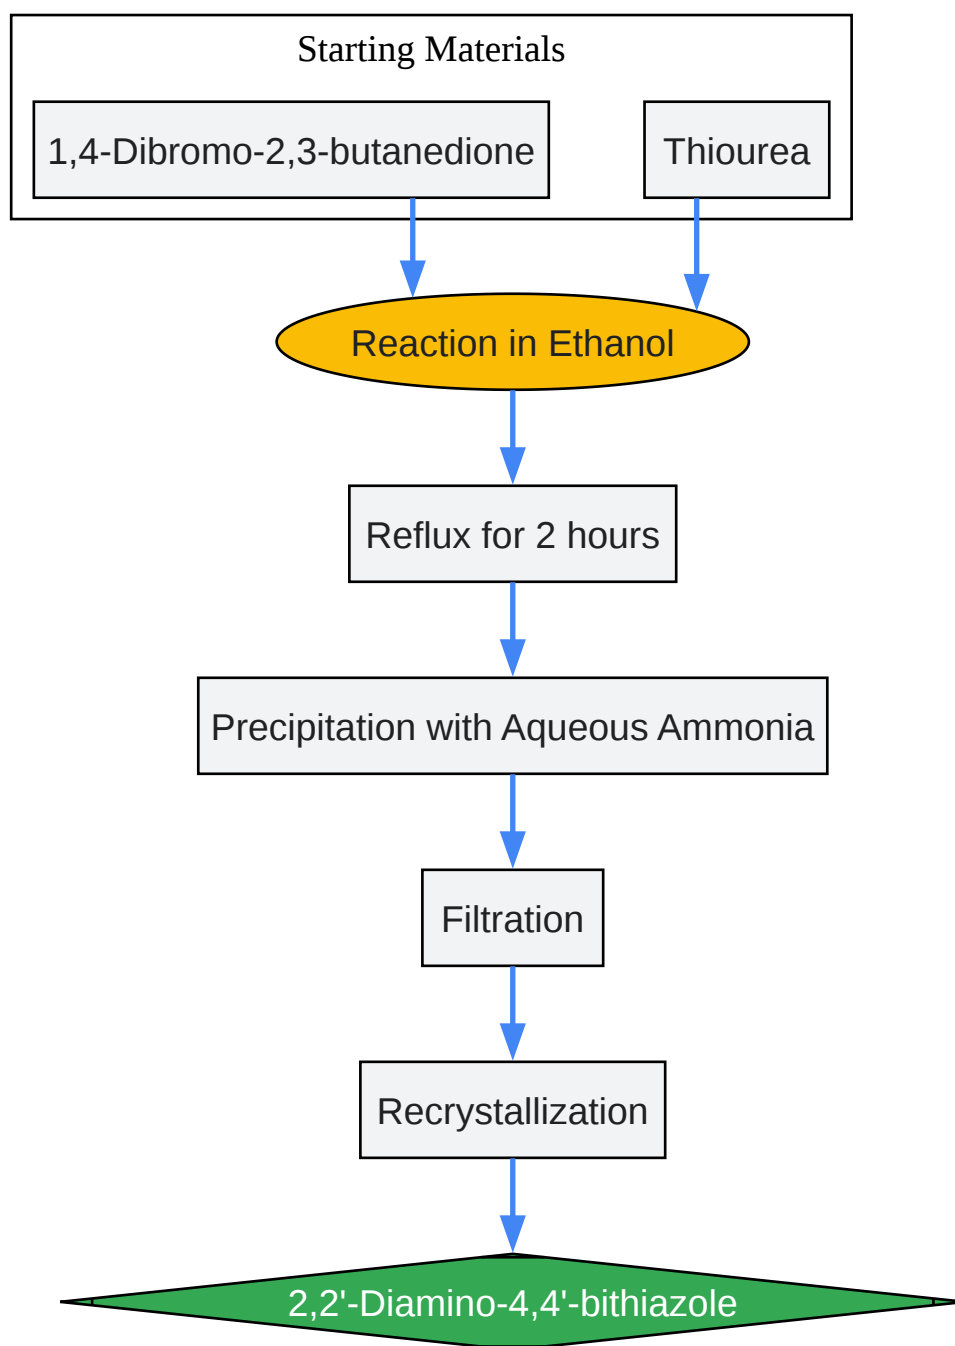 Starting Materials
1,4-Dibromo-2,3-butanedione
Thiourea
Reaction in Ethanol
Reflux for 2 hours
Precipitation with Aqueous Ammonia
Filtration
Recrystallization
2,2'-Diamino-4,4'-bithiazole